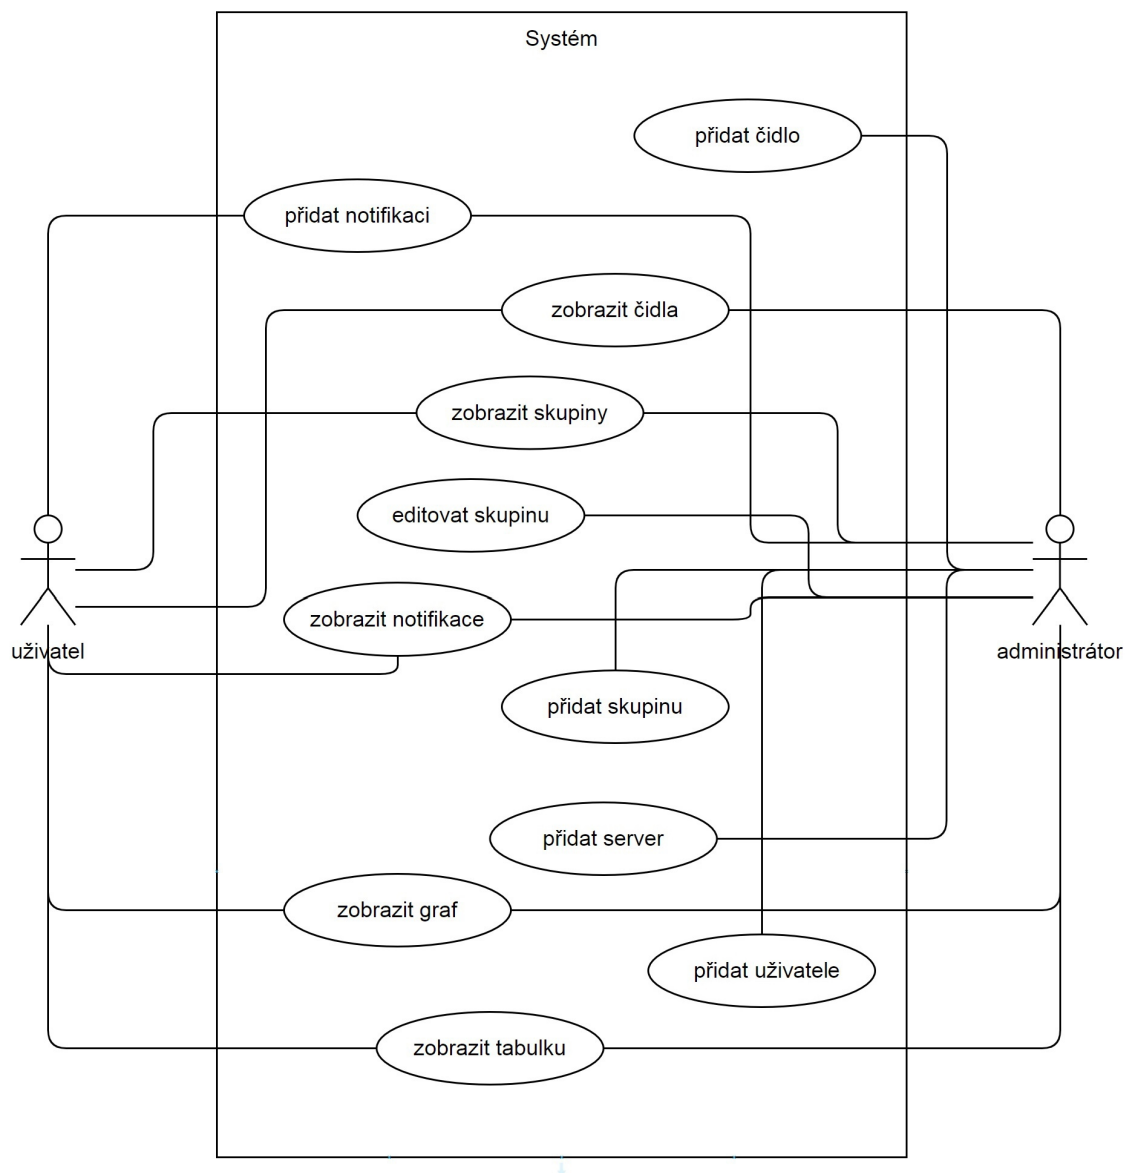 Systém
přidat čidlo
přidat notifikaci
zobrazit čidla
zobrazit skupiny
editovat skupinu
zobrazit notifikace
uživatel
administrátor
přidat skupinu
přidat server
zobrazit graf
přidat uživatele
zobrazit tabulku